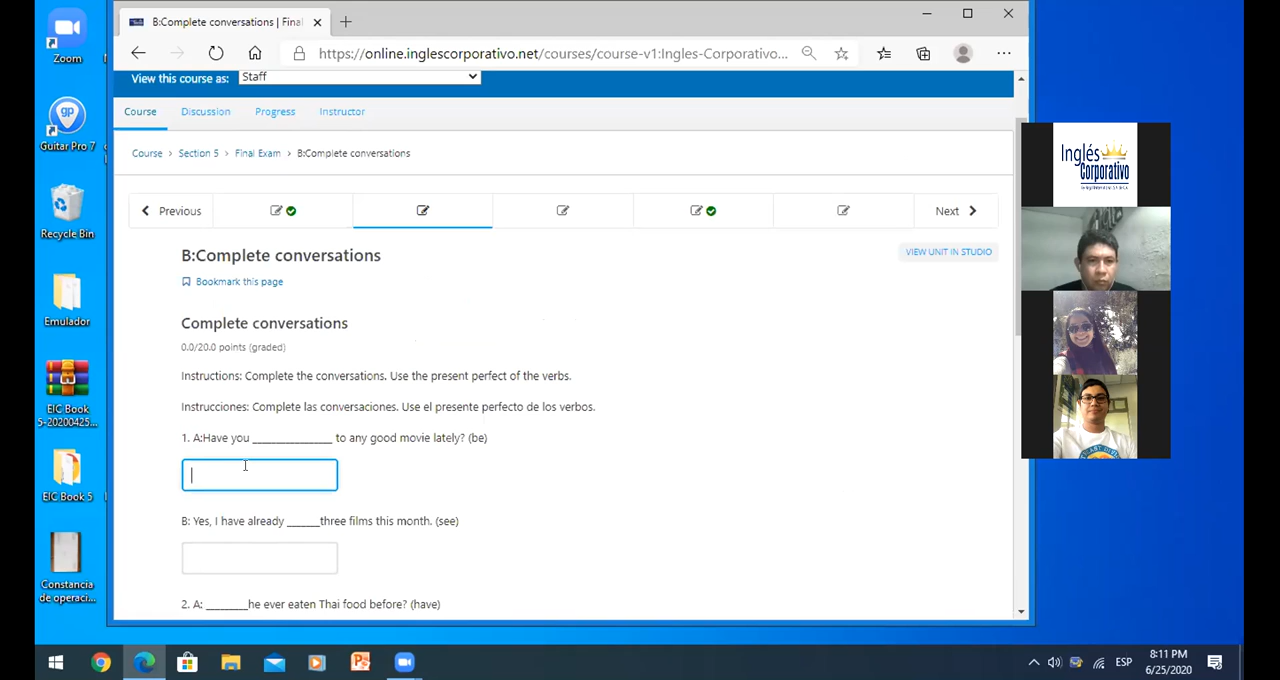 B:Complete conversations | Fina
https://online.inglescorporativo.net/courses/course-v1:Ingles-Corporativo...
View this course as: Staff
Course Discussion Progress Instructor
Course > Section 5 > Final Exam > B:Complete conversations
Previous
Next
B:Complete conversations
VIEW UNIT IN STUDIO
Bookmark this page
Complete conversations
0.0/20.0 points (graded)
Instructions: Complete the conversations. Use the present perfect of the verbs.
Instrucciones: Complete las conversaciones. Use el presente perfecto de los verbos.
1. A:Have you ________________ to any good movie lately? (be)
B: Yes, I have already ______three films this month. (see)
2. A: ________he ever eaten Thai food before? (have)
Zoom
Guitar Pro 7
Recycle Bin
Emulador
EIC Book
5-20200425...
EIC Book 5
Constancia
de operaci...
Inglés
Corporativo
ESP
8:11 PM
6/25/2020